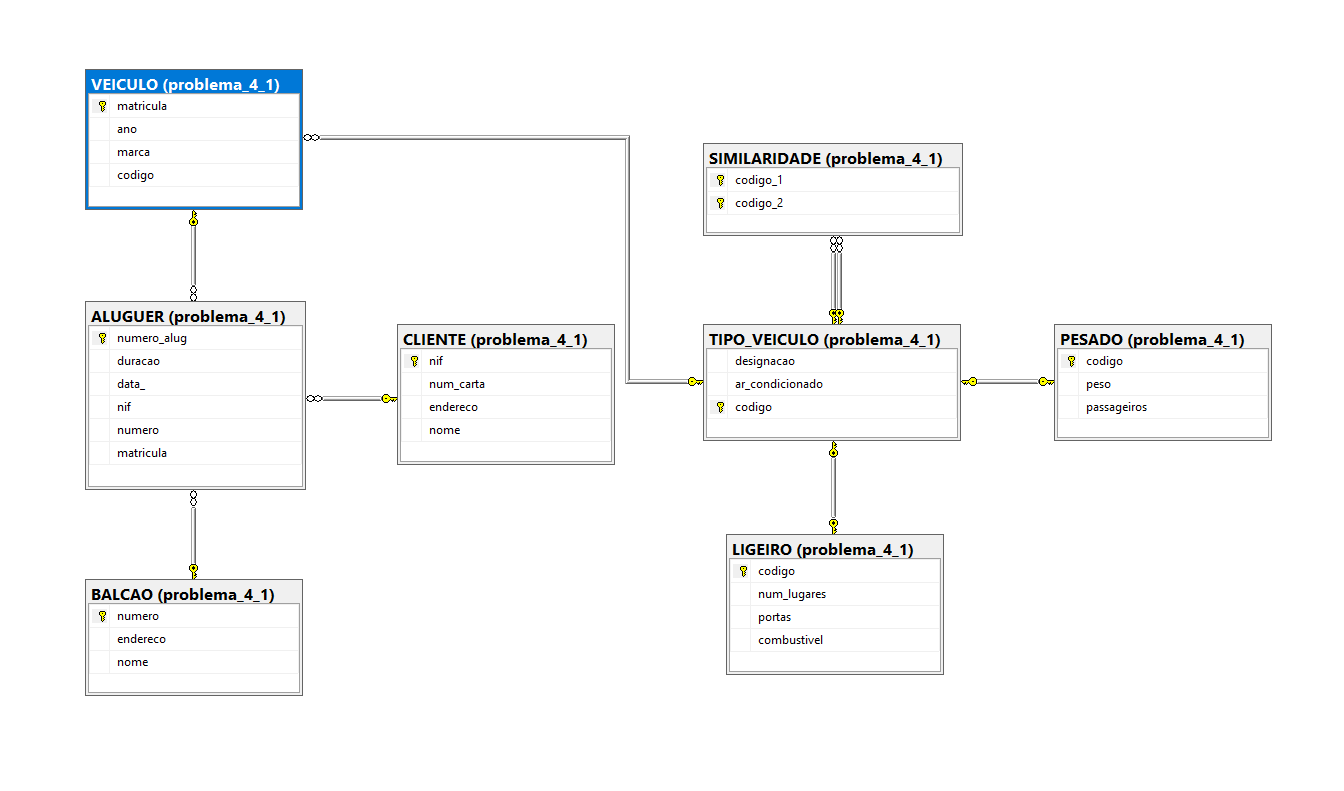 VEICULO (problema_4_1)
matricula
ano
marca
codigo
SIMILARIDADE (problema_4_1)
codigo_1
codigo_2
ALUGUER (problema_4_1)
numero_alug
duracao
data_
nif
numero
matricula
CLIENTE (problema_4_1)
nif
num_carta
endereco
nome
TIPO_VEICULO (problema_4_1)
designacao
ar_condicionado
codigo
PESADO (problema_4_1)
codigo
peso
passageiros
LIGEIRO (problema_4_1)
codigo
num_lugares
portas
combustivel
BALCAO (problema_4_1)
numero
endereco
nome